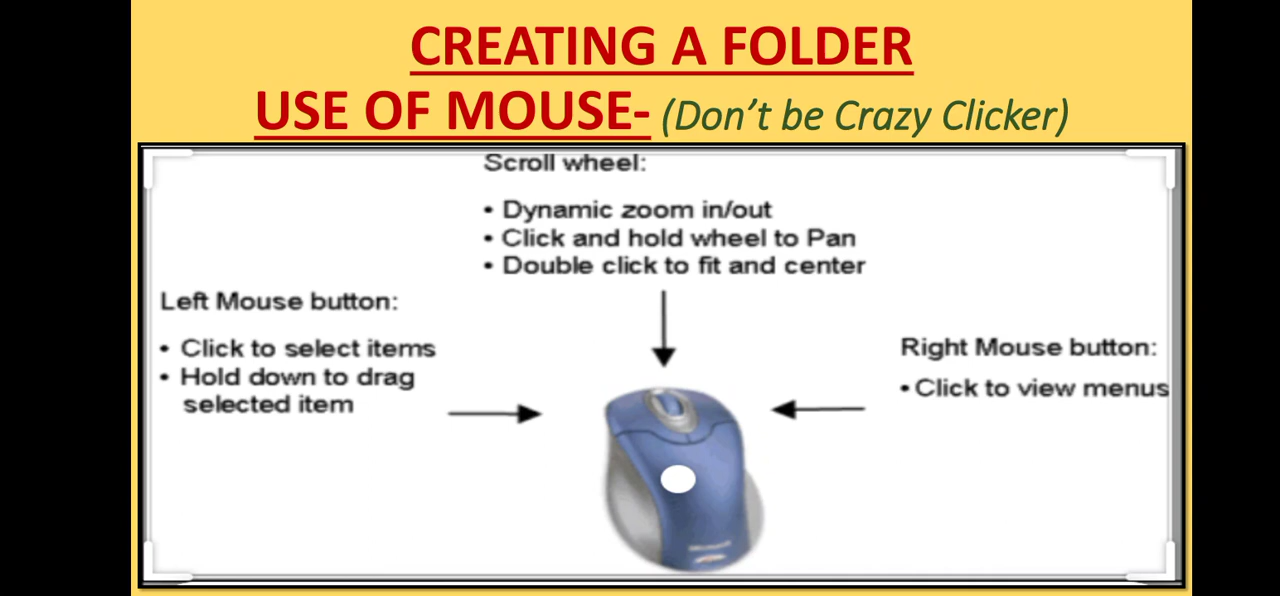 CREATING A FOLDER
USE OF MOUSE- (Don't be Crazy Clicker)
Scroll wheel:
• Dynamic zoom in/out
• Click and hold wheel to Pan
• Double click to fit and center
Left Mouse button:
• Click to select items
• Hold down to drag
selected item
Right Mouse button:
• Click to view menus